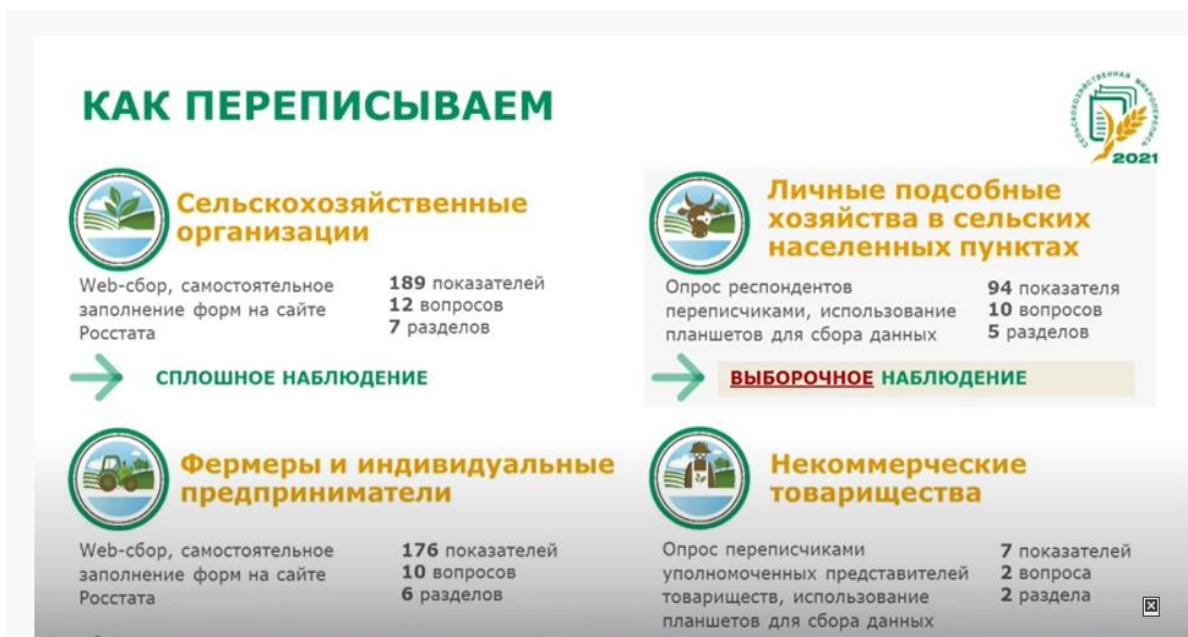 КАК ПЕРЕПИСЫВАЕМ
СЕЛЬСКОХОЗЯЙСТВЕННАЯ МИКРОПЕРЕПИСЬ
2021
Сельскохозяйственные
организации
Web-сбор, самостоятельное
заполнение форм на сайте
Росстата
189 показателей
12 вопросов
7 разделов
СПЛОШНОЕ НАБЛЮДЕНИЕ
Личные подсобные
хозяйства в сельских
населенных пунктах
Опрос респондентов
переписчиками, использование
планшетов для сбора данных
94 показателя
10 вопросов
5 разделов
ВЫБОРОЧНОЕ НАБЛЮДЕНИЕ
Фермеры и индивидуальные
предприниматели
Web-сбор, самостоятельное
заполнение форм на сайте
Росстата
176 показателей
10 вопросов
6 разделов
Некоммерческие
товарищества
Опрос переписчиками
уполномоченных представителей
товариществ, использование
планшетов для сбора данных
7 показателей
2 вопроса
2 раздела